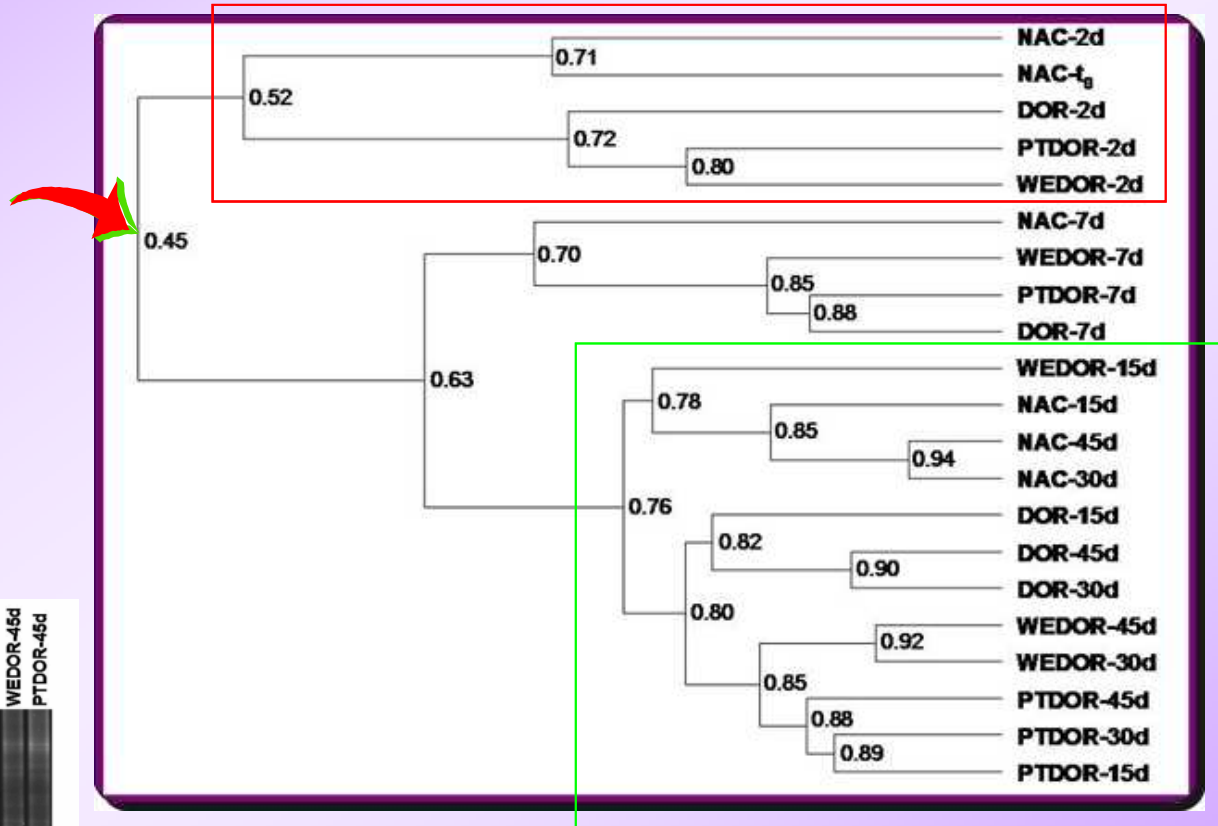 NAC-2d
0.71
NAC-tg
0.52
DOR-2d
0.72
PTDOR-2d
0.80
WEDOR-2d
0.45
NAC-7d
0.70
WEDOR-7d
0.85
PTDOR-7d
0.88
DOR-7d
0.63
WEDOR-15d
0.78
NAC-15d
0.85
NAC-45d
0.94
NAC-30d
0.76
DOR-15d
0.82
DOR-45d
0.90
DOR-30d
0.80
WEDOR-45d
0.92
WEDOR-30d
0.85
PTDOR-45d
0.88
PTDOR-30d
0.89
PTDOR-15d
WEDOR-45d
PTDOR-45d